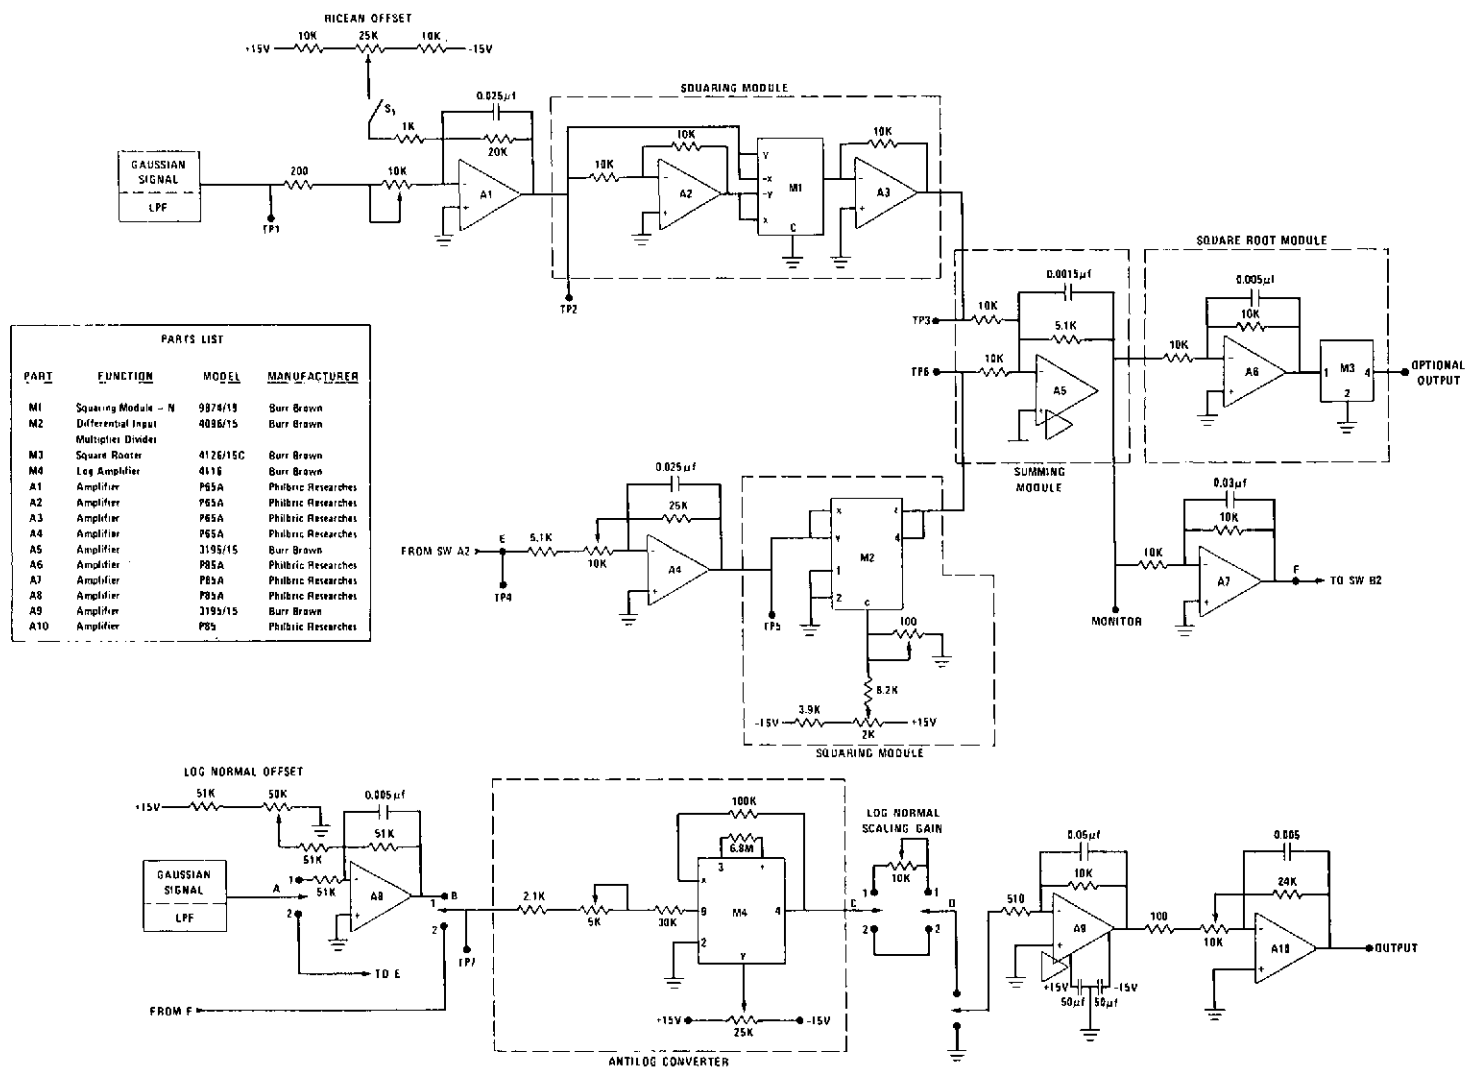 RICEAN OFFSET
+15V 10K 25K 10K -15V
S1
1K
0.025µf
20K
GAUSSIAN
SIGNAL
LPF
200
10K
TP1
A1
SQUARING MODULE
10K
10K
A2
Y
-X
-Y
X
M1
C
10K
A3
TP2
SUMMING
MODULE
TP3
10K
0.0015µf
5.1K
TP6
10K
A5
SQUARE ROOT MODULE
0.005µf
10K
10K
A6
1 M3 4
2
OPTIONAL
OUTPUT
PARTS LIST
PART FUNCTION MODEL MANUFACTURER
M1 Squaring Module - N 9874/19 Burr Brown
M2 Differential Input 4096/15 Burr Brown
Multiplier Divider
M3 Square Rooter 4126/15C Burr Brown
M4 Log Amplifier 4116 Burr Brown
A1 Amplifier P65A Philbric Researches
A2 Amplifier P65A Philbric Researches
A3 Amplifier P65A Philbric Researches
A4 Amplifier P65A Philbric Researches
A5 Amplifier 3195/15 Burr Brown
A6 Amplifier P85A Philbric Researches
A7 Amplifier P85A Philbric Researches
A8 Amplifier P85A Philbric Researches
A9 Amplifier 3195/15 Burr Brown
A10 Amplifier P85 Philbric Researches
FROM SW A2
E
TP4
5.1K
10K
0.025µf
25K
A4
TP5
X
Y
1
2
M2
4
C
100
8.2K
-15V 3.9K 2K +15V
SQUARING MODULE
MONITOR
10K
0.03µf
10K
A7
F
TO SW B2
LOG NORMAL OFFSET
+15V 51K 50K
0.005µf
51K
51K
GAUSSIAN
SIGNAL
LPF
A
1
2
51K
A8
B
1
2
TO E
FROM F
TP7
2.1K
5K
30K
100K
6.8M
3 +
X
9
2
M4
4
Y
+15V 25K -15V
ANTILOG CONVERTER
LOG NORMAL
SCALING GAIN
10K
C
1 1
2 2
D
510
0.05µf
10K
A9
+15V -15V
50µf 50µf
100
10K
0.005
24K
A10
OUTPUT